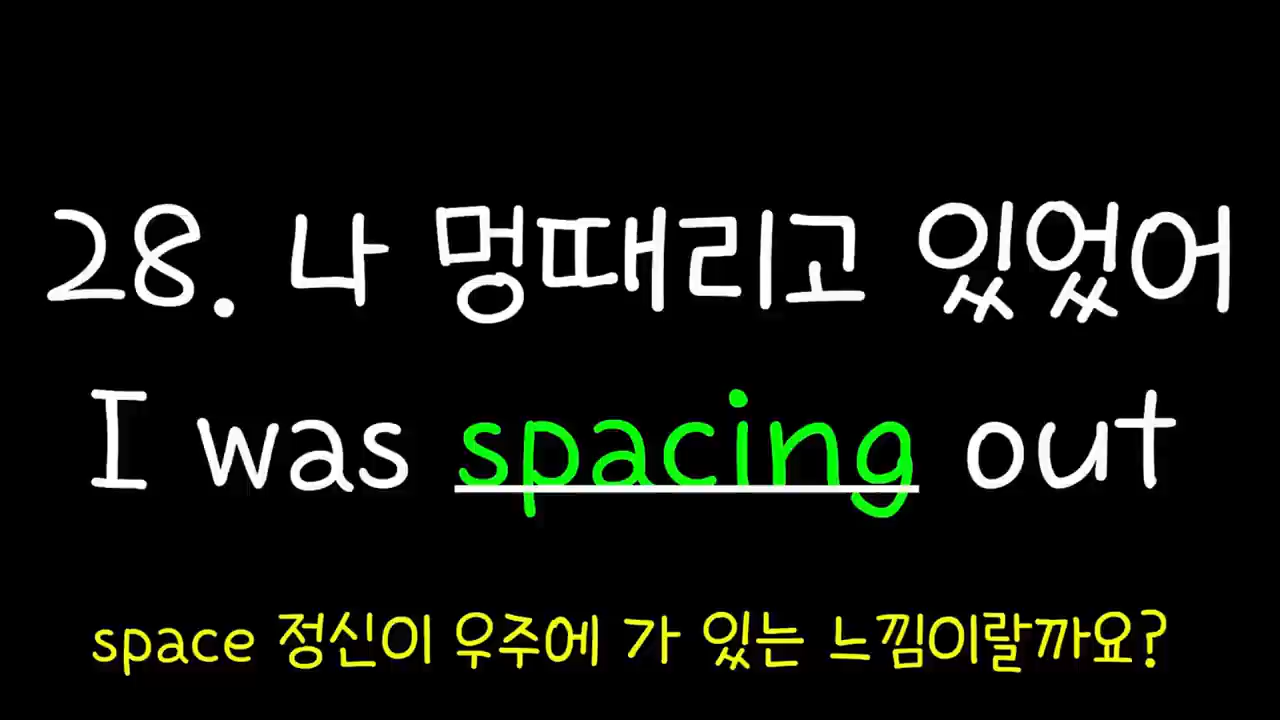 28. 나 멍때리고 있었어
I was spacing out
space 정신이 우주에 가 있는 느낌이랄까요?